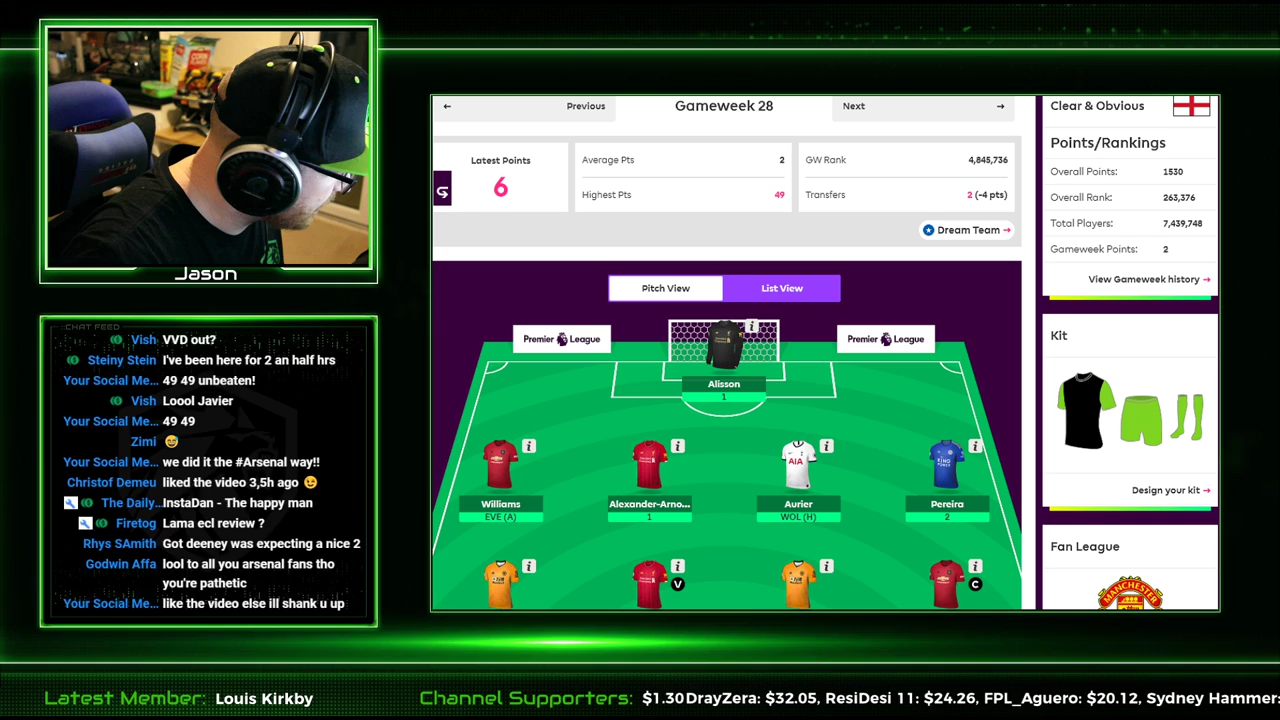 Jason
CHAT FEED
Vish VVD out?
Steiny Stein I've been here for 2 an half hrs
Your Social Me... 49 49 unbeaten!
Vish Loool Javier
Your Social Me... 49 49
Zimi 😅
Your Social Me... we did it the #Arsenal way!!
Christof Demeu liked the video 3,5h ago 😉
The Daily... InstaDan - The happy man
Firetog Lama ecl review ?
Rhys SAmith Got deeney was expecting a nice 2
Godwin Affa lool to all you arsenal fans tho
you're pathetic
Your Social Me... like the video else ill shank u up
← Previous Gameweek 28 Next →
Latest Points
6
Average Pts 2
Highest Pts 49
GW Rank 4,845,736
Transfers 2 (-4 pts)
Dream Team →
Pitch View List View
Premier League
Premier League
Alisson
1
AIA
KING POWER
Williams
EVE (A)
Alexander-Arno...
1
Aurier
WOL (H)
Pereira
2
V
C
Clear & Obvious
Points/Rankings
Overall Points: 1530
Overall Rank: 263,376
Total Players: 7,439,748
Gameweek Points: 2
View Gameweek history →
Kit
Design your kit →
Fan League
MANCHESTER
Latest Member: Louis Kirkby
Channel Supporters: $1.30 DrayZera: $32.05, ResiDesi 11: $24.26, FPL_Aguero: $20.12, Sydney Hammer: